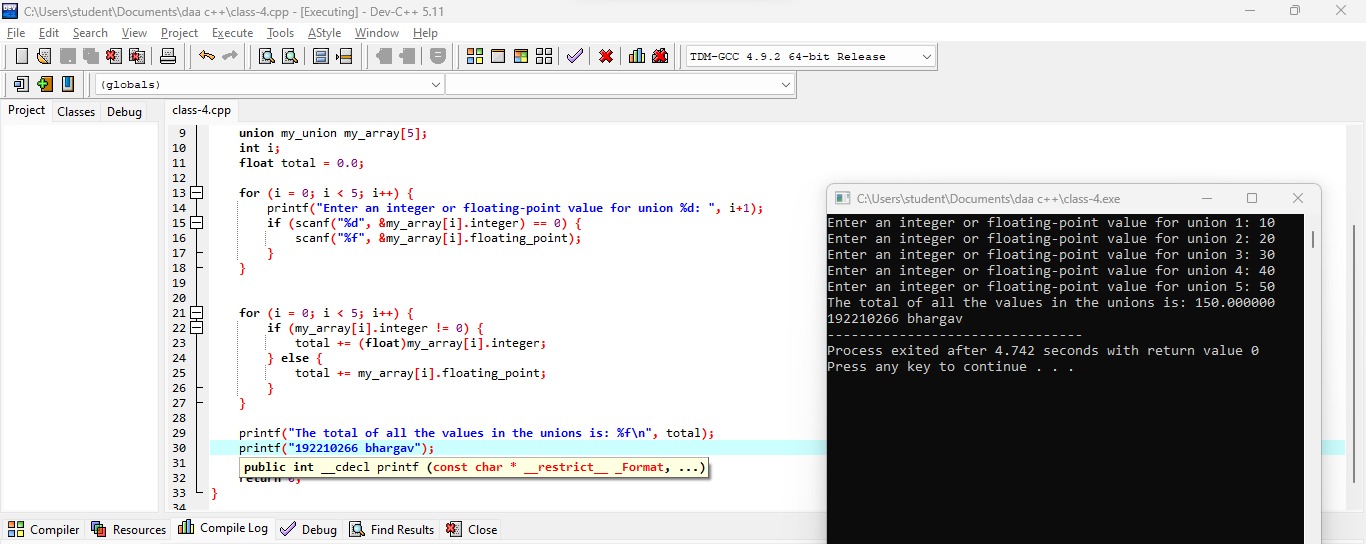 C:\Users\student\Documents\daa c++\class-4.cpp - [Executing] - Dev-C++ 5.11
File Edit Search View Project Execute Tools AStyle Window Help
TDM-GCC 4.9.2 64-bit Release
(globals)
Project Classes Debug
class-4.cpp
9 union my_union my_array[5];
10 int i;
11 float total = 0.0;
12
13 for (i = 0; i < 5; i++) {
14 printf("Enter an integer or floating-point value for union %d: ", i+1);
15 if (scanf("%d", &my_array[i].integer) == 0) {
16 scanf("%f", &my_array[i].floating_point);
17 }
18 }
19
20
21 for (i = 0; i < 5; i++) {
22 if (my_array[i].integer != 0) {
23 total += (float)my_array[i].integer;
24 } else {
25 total += my_array[i].floating_point;
26 }
27 }
28
29 printf("The total of all the values in the unions is: %f\n", total);
30 printf("192210266 bhargav");
31 public int __cdecl printf (const char * __restrict__ _Format, ...)
32 return 0;
33 }
34
C:\Users\student\Documents\daa c++\class-4.exe
Enter an integer or floating-point value for union 1: 10
Enter an integer or floating-point value for union 2: 20
Enter an integer or floating-point value for union 3: 30
Enter an integer or floating-point value for union 4: 40
Enter an integer or floating-point value for union 5: 50
The total of all the values in the unions is: 150.000000
192210266 bhargav
--------------------------------
Process exited after 4.742 seconds with return value 0
Press any key to continue . . .
Compiler Resources Compile Log Debug Find Results Close